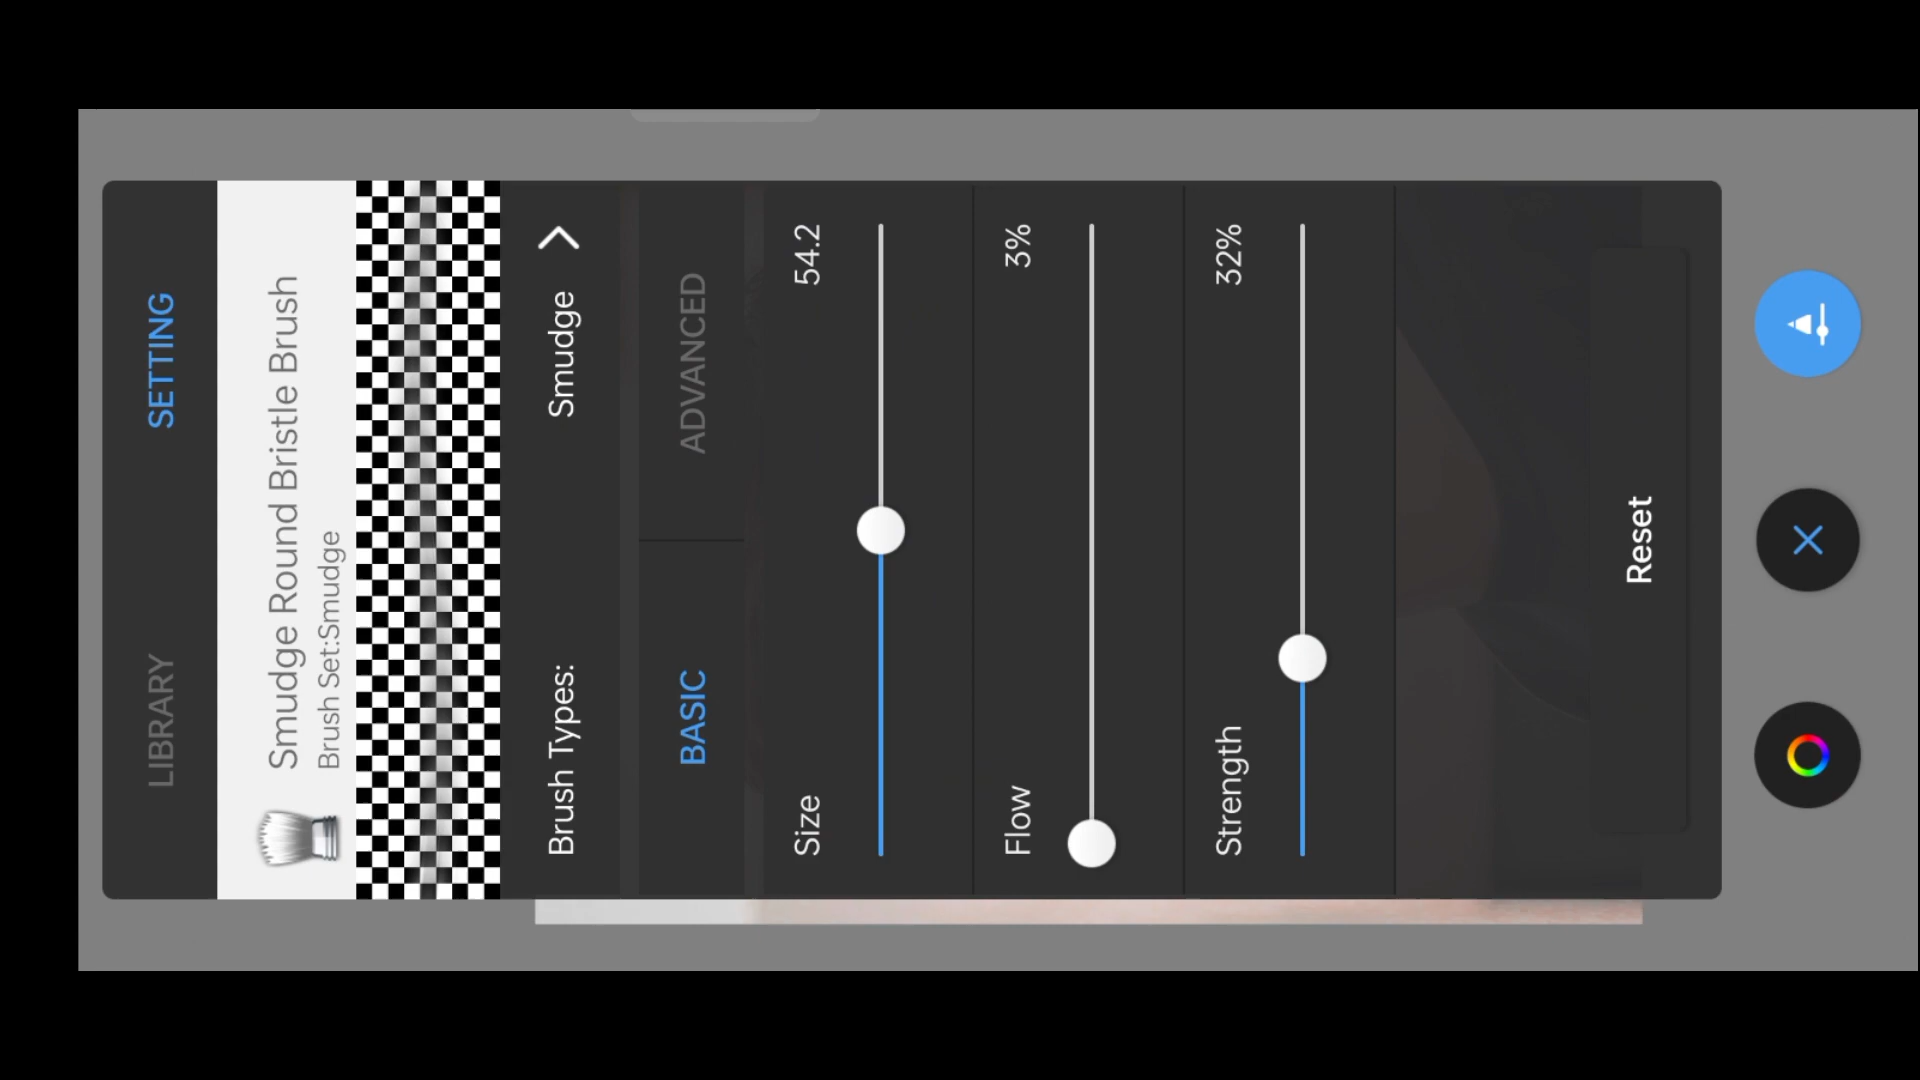 LIBRARY SETTING
Smudge Round Bristle Brush
Brush Set:Smudge
Brush Types: Smudge
BASIC ADVANCED
Size 54.2
Flow 3%
Strength 32%
Reset